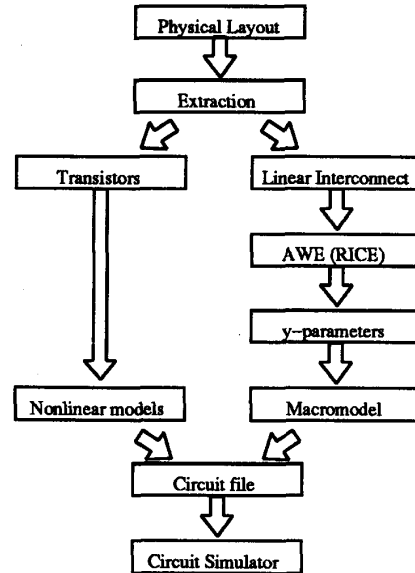 Physical Layout
Extraction
Transistors
Linear Interconnect
AWE (RICE)
y-parameters
Nonlinear models
Macromodel
Circuit file
Circuit Simulator